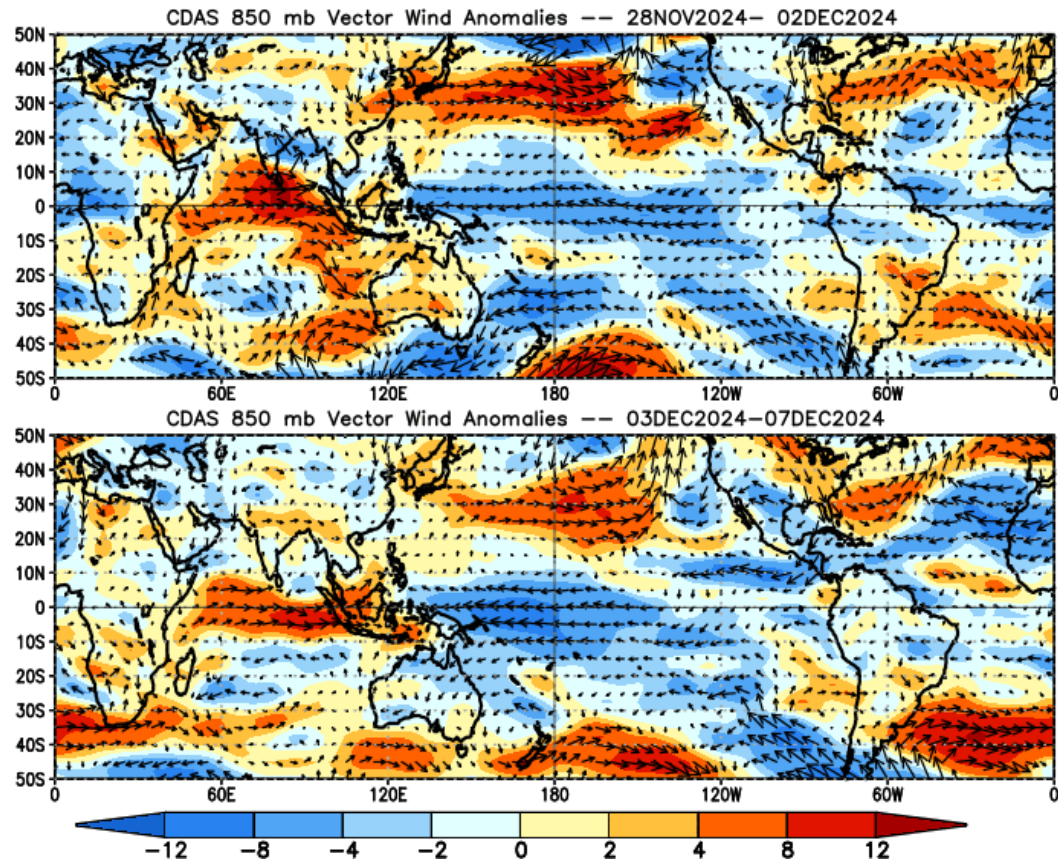 CDAS 850 mb Vector Wind Anomalies -- 28NOV2024- 02DEC2024
50N
40N
30N
20N
10N
0
10S
20S
30S
40S
50S
0 60E 120E 180 120W 60W 0
CDAS 850 mb Vector Wind Anomalies -- 03DEC2024-07DEC2024
50N
40N
30N
20N
10N
0
10S
20S
30S
40S
50S
0 60E 120E 180 120W 60W 0
-12 -8 -4 -2 0 2 4 8 12